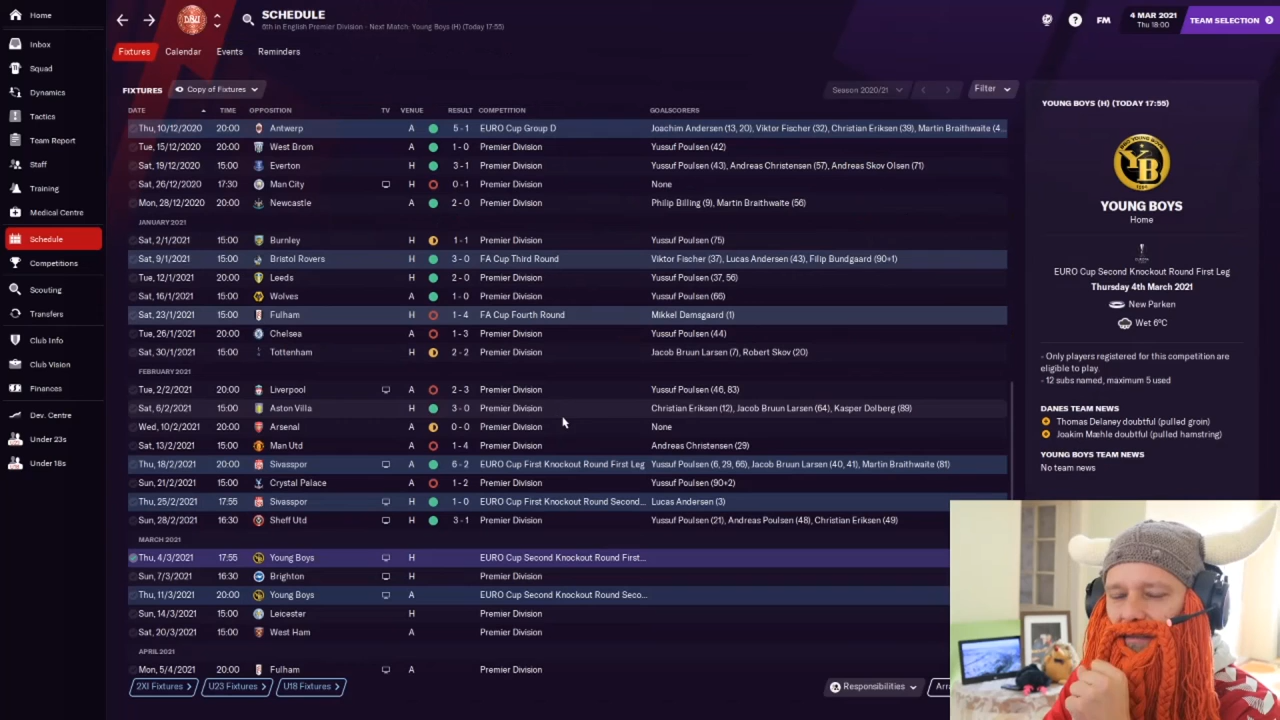 Home
DBU
SCHEDULE
6th in English Premier Division - Next Match: Young Boys (H) (Today 17:55)
FM
4 MAR 2021
Thu 18:00
TEAM SELECTION
Inbox
Squad
Dynamics
Tactics
Team Report
Staff
Training
Medical Centre
Schedule
Competitions
Scouting
Transfers
Club Info
Club Vision
Finances
Dev. Centre
Under 23s
Under 18s
Fixtures Calendar Events Reminders
FIXTURES Copy of Fixtures Season 2020/21 Filter
DATE TIME OPPOSITION TV VENUE RESULT COMPETITION GOALSCORERS
Thu, 10/12/2020 20:00 Antwerp A 5 - 1 EURO Cup Group D Joachim Andersen (13, 20), Viktor Fischer (32), Christian Eriksen (39), Martin Braithwaite (4...
Tue, 15/12/2020 20:00 West Brom A 1 - 0 Premier Division Yussuf Poulsen (42)
Sat, 19/12/2020 15:00 Everton H 3 - 1 Premier Division Yussuf Poulsen (43), Andreas Christensen (57), Andreas Skov Olsen (71)
Sat, 26/12/2020 17:30 Man City H 0 - 1 Premier Division None
Mon, 28/12/2020 20:00 Newcastle A 2 - 0 Premier Division Philip Billing (9), Martin Braithwaite (56)
JANUARY 2021
Sat, 2/1/2021 15:00 Burnley H 1 - 1 Premier Division Yussuf Poulsen (75)
Sat, 9/1/2021 15:00 Bristol Rovers H 3 - 0 FA Cup Third Round Viktor Fischer (37), Lucas Andersen (43), Filip Bundgaard (90+1)
Tue, 12/1/2021 20:00 Leeds H 2 - 0 Premier Division Yussuf Poulsen (37, 56)
Sat, 16/1/2021 15:00 Wolves A 1 - 0 Premier Division Yussuf Poulsen (66)
Sat, 23/1/2021 15:00 Fulham H 1 - 4 FA Cup Fourth Round Mikkel Damsgaard (1)
Tue, 26/1/2021 20:00 Chelsea A 1 - 3 Premier Division Yussuf Poulsen (44)
Sat, 30/1/2021 15:00 Tottenham H 2 - 2 Premier Division Jacob Bruun Larsen (7), Robert Skov (20)
FEBRUARY 2021
Tue, 2/2/2021 20:00 Liverpool A 2 - 3 Premier Division Yussuf Poulsen (46, 83)
Sat, 6/2/2021 15:00 Aston Villa H 3 - 0 Premier Division Christian Eriksen (12), Jacob Bruun Larsen (64), Kasper Dolberg (89)
Wed, 10/2/2021 20:00 Arsenal A 0 - 0 Premier Division None
Sat, 13/2/2021 15:00 Man Utd A 1 - 4 Premier Division Andreas Christensen (29)
Thu, 18/2/2021 20:00 Sivasspor A 6 - 2 EURO Cup First Knockout Round First Leg Yussuf Poulsen (6, 29, 66), Jacob Bruun Larsen (40, 41), Martin Braithwaite (81)
Sun, 21/2/2021 15:00 Crystal Palace H 1 - 2 Premier Division Yussuf Poulsen (90+2)
Thu, 25/2/2021 17:55 Sivasspor H 1 - 0 EURO Cup First Knockout Round Second... Lucas Andersen (3)
Sun, 28/2/2021 16:30 Sheff Utd H 3 - 1 Premier Division Yussuf Poulsen (21), Andreas Poulsen (48), Christian Eriksen (49)
MARCH 2021
Thu, 4/3/2021 17:55 Young Boys H EURO Cup Second Knockout Round First...
Sun, 7/3/2021 16:30 Brighton H Premier Division
Thu, 11/3/2021 20:00 Young Boys A EURO Cup Second Knockout Round Seco...
Sun, 14/3/2021 15:00 Leicester H Premier Division
Sat, 20/3/2021 15:00 West Ham A Premier Division
APRIL 2021
Mon, 5/4/2021 20:00 Fulham A Premier Division
2XI Fixtures U23 Fixtures U18 Fixtures Responsibilities
YOUNG BOYS (H) (TODAY 17:55)
YB
YOUNG BOYS
Home
EURO Cup Second Knockout Round First Leg
Thursday 4th March 2021
New Parken
Wet 6ºC
- Only players registered for this competition are
eligible to play.
- 12 subs named, maximum 5 used
DANES TEAM NEWS
Thomas Delaney doubtful (pulled groin)
Joakim Mæhle doubtful (pulled hamstring)
YOUNG BOYS TEAM NEWS
No team news